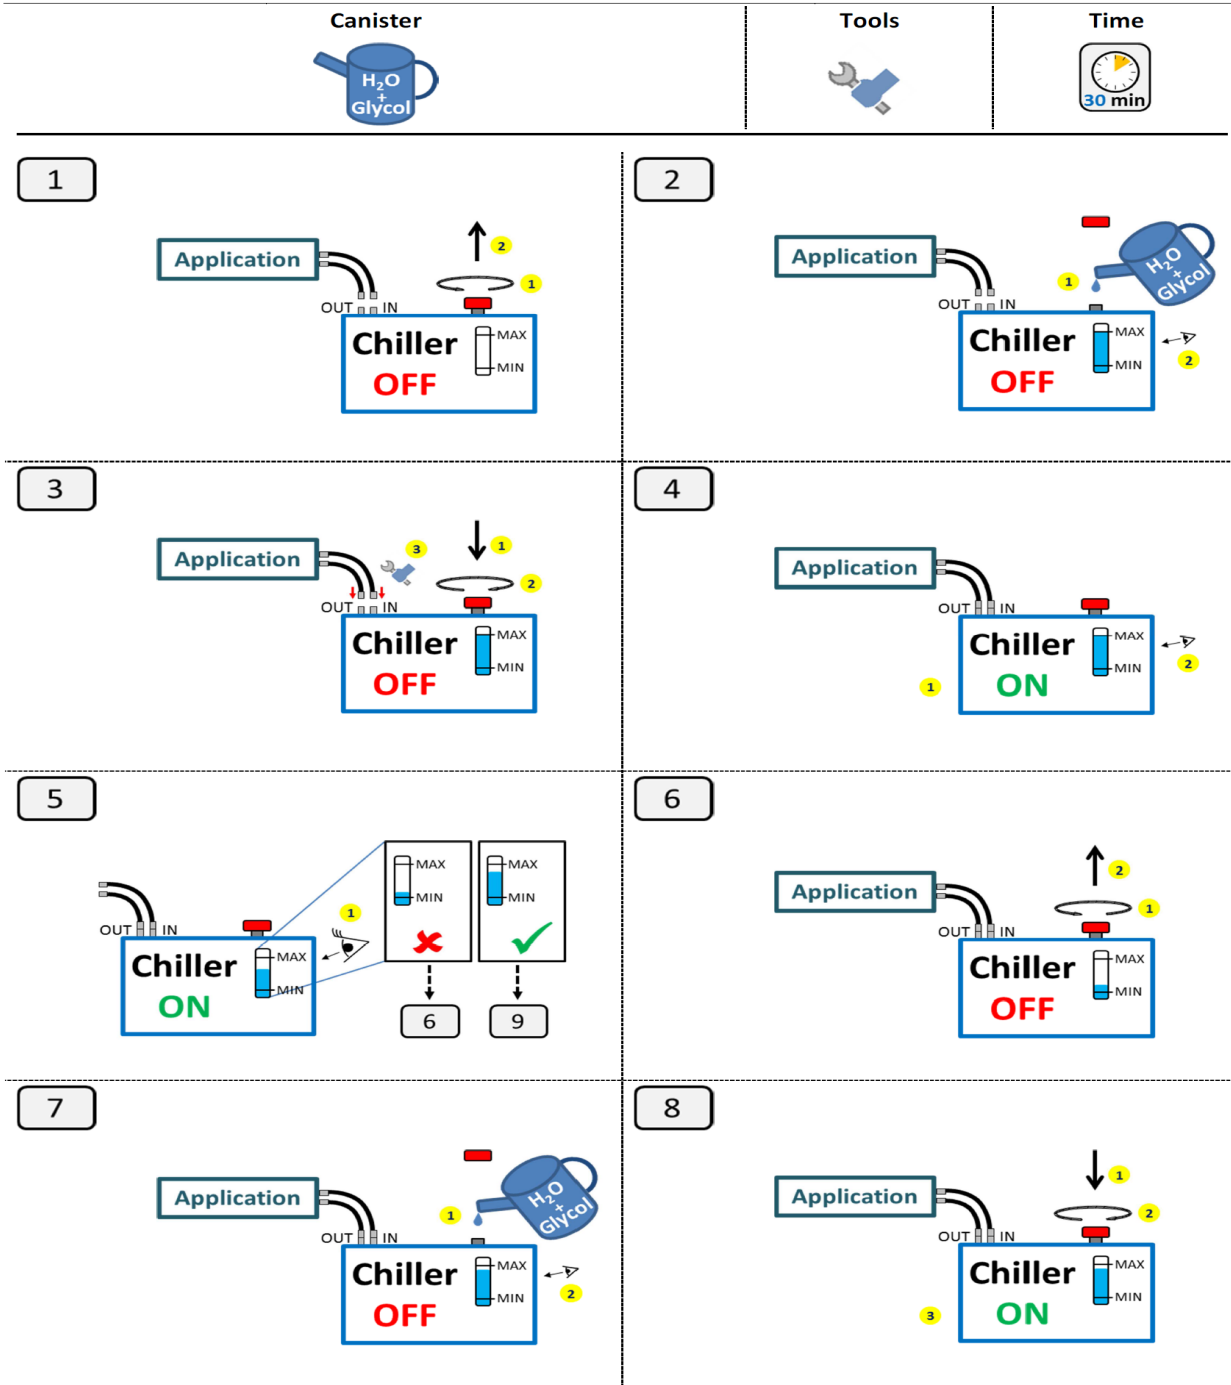 Canister
Tools
Time
H2O
+
Glycol
30 min
1
2
1
Application
OUT
IN
Chiller
OFF
MAX
MIN
2
Application
1
H2O
+
Glycol
OUT
IN
Chiller
OFF
MAX
MIN
2
3
Application
3
1
2
OUT
IN
Chiller
OFF
MAX
MIN
4
Application
OUT
IN
Chiller
ON
MAX
MIN
2
1
5
OUT
IN
Chiller
ON
MAX
MIN
1
MAX
MIN
MAX
MIN
6
9
6
Application
2
1
OUT
IN
Chiller
OFF
MAX
MIN
7
Application
1
H2O
+
Glycol
OUT
IN
Chiller
OFF
MAX
MIN
2
8
Application
1
2
OUT
IN
Chiller
ON
MAX
MIN
3